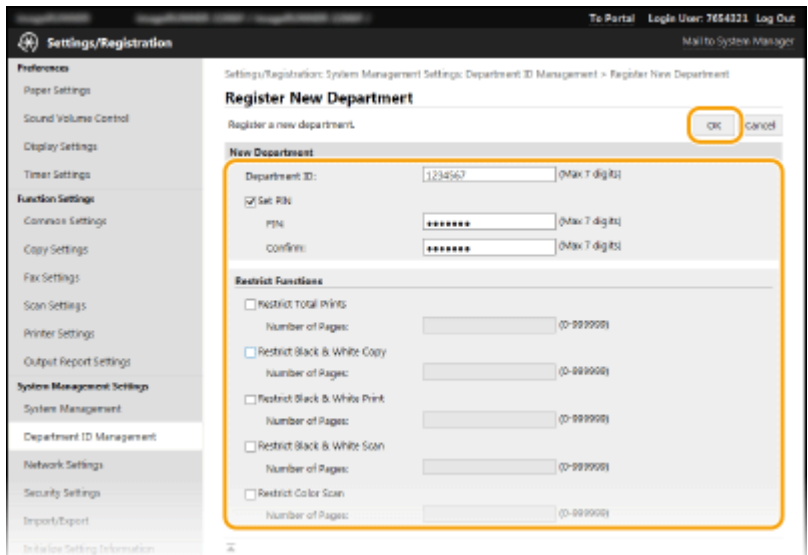 To Portal Login User: 7654321 Log Out
Settings/Registration
Mail to System Manager
Preferences
Paper Settings
Sound Volume Control
Display Settings
Timer Settings
Function Settings
Common Settings
Copy Settings
Fax Settings
Scan Settings
Printer Settings
Output Report Settings
System Management Settings
System Management
Department ID Management
Network Settings
Security Settings
Import/Export
Initialize Setting Information
Settings/Registration: System Management Settings: Department ID Management > Register New Department
Register New Department
Register a new department.
OK Cancel
New Department
Department ID: 1234567 (Max 7 digits)
Set PIN
PIN: ••••••• (Max 7 digits)
Confirm: ••••••• (Max 7 digits)
Restrict Functions
Restrict Total Prints
Number of Pages: (0-999999)
Restrict Black & White Copy
Number of Pages: (0-999999)
Restrict Black & White Print
Number of Pages: (0-999999)
Restrict Black & White Scan
Number of Pages: (0-999999)
Restrict Color Scan
Number of Pages: (0-999999)